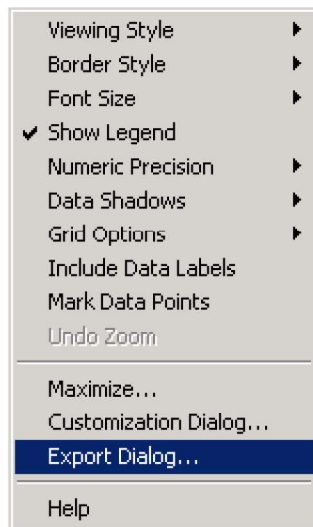 Viewing Style
Border Style
Font Size
Show Legend
Numeric Precision
Data Shadows
Grid Options
Include Data Labels
Mark Data Points
Undo Zoom
Maximize...
Customization Dialog...
Export Dialog...
Help